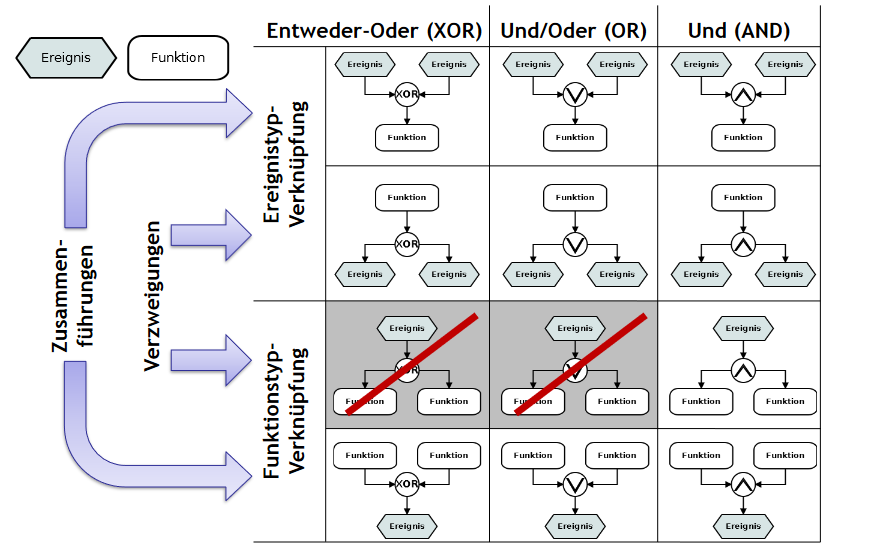 Entweder-Oder (XOR)
Und/Oder (OR)
Und (AND)
Ereignis
Funktion
Zusammen-
führungen
Verzweigungen
Ereignistyp-
Verknüpfung
Ereignis
Ereignis
XOR
Funktion
Ereignis
Ereignis
Funktion
Ereignis
Ereignis
Funktion
Funktion
XOR
Ereignis
Ereignis
Funktion
Ereignis
Ereignis
Funktion
Ereignis
Ereignis
Funktionstyp-
Verknüpfung
Ereignis
XOR
Funktion
Funktion
Ereignis
Funktion
Funktion
Ereignis
Funktion
Funktion
Funktion
Funktion
XOR
Ereignis
Funktion
Funktion
Ereignis
Funktion
Funktion
Ereignis